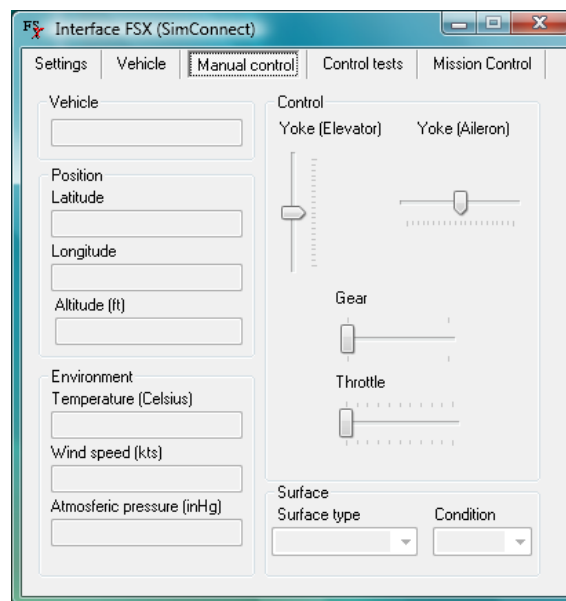 FSX Interface FSX (SimConnect)
Settings Vehicle Manual control Control tests Mission Control
Vehicle
Position
Latitude
Longitude
Altitude (ft)
Environment
Temperature (Celsius)
Wind speed (kts)
Atmosferic pressure (inHg)
Control
Yoke (Elevator) Yoke (Aileron)
Gear
Throttle
Surface
Surface type Condition